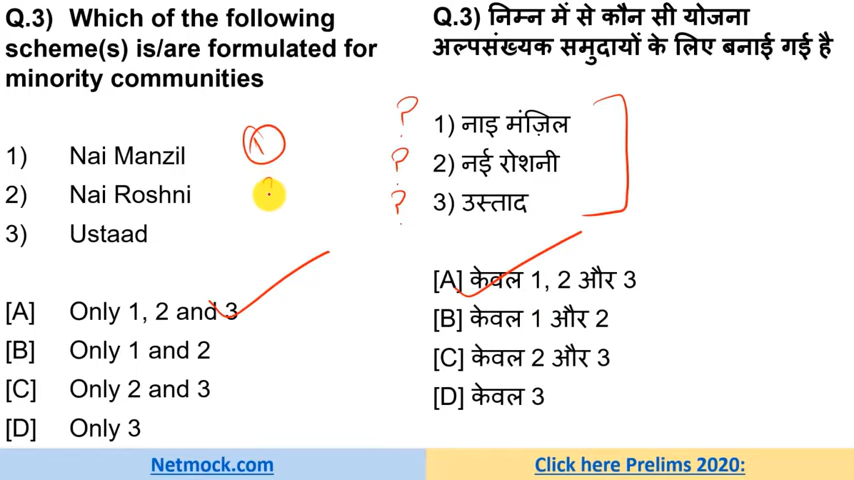 Q.3) Which of the following
scheme(s) is/are formulated for
minority communities
1) Nai Manzil
2) Nai Roshni
3) Ustaad
[A] Only 1, 2 and 3
[B] Only 1 and 2
[C] Only 2 and 3
[D] Only 3
Netmock.com
Q.3) निम्न में से कौन सी योजना
अल्पसंख्यक समुदायों के लिए बनाई गई है
? 1) नाइ मंज़िल
? 2) नई रोशनी
? 3) उस्ताद
[A] केवल 1, 2 और 3
[B] केवल 1 और 2
[C] केवल 2 और 3
[D] केवल 3
Click here Prelims 2020: